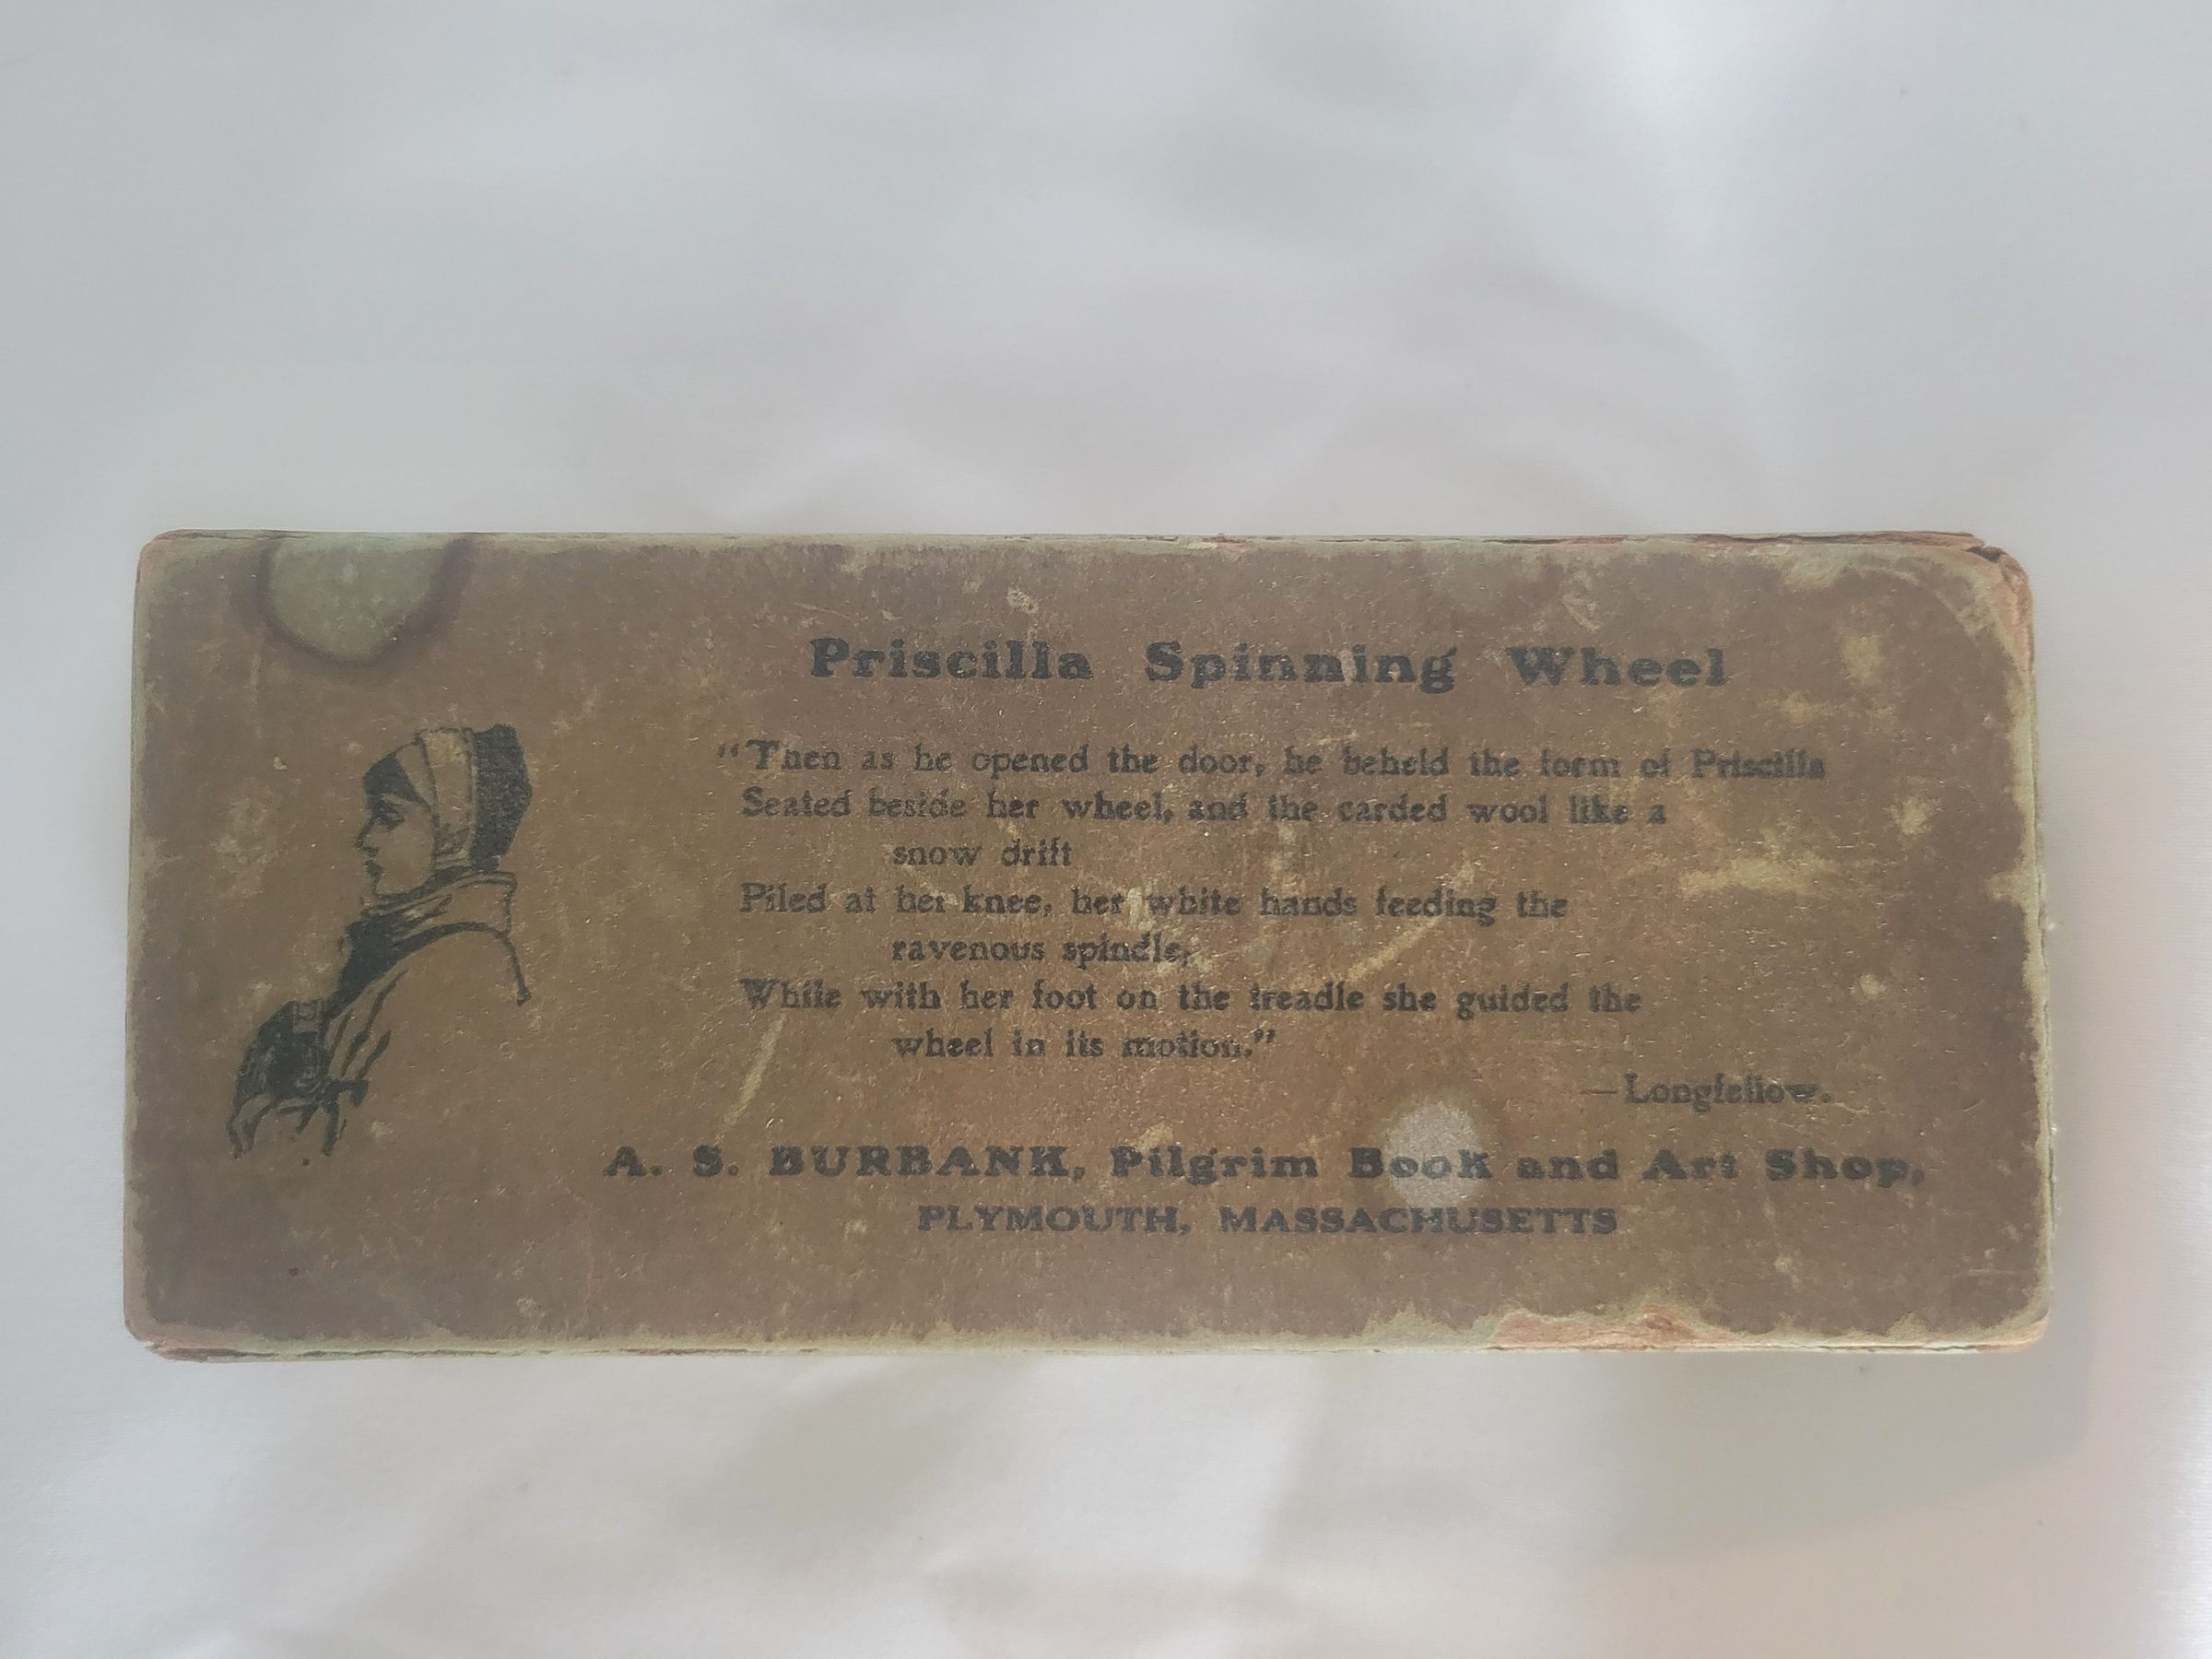 Priscilla Spinning Wheel
"Then as he opened the door, he beheld the form of Priscilla
Seated beside her wheel, and the carded wool like a
snow drift
Piled at her knee, her white hands feeding the
ravenous spindle,
While with her foot on the treadle she guided the
wheel in its motion."
—Longfellow.
A. S. BURBANK, Pilgrim Book and Art Shop,
PLYMOUTH, MASSACHUSETTS